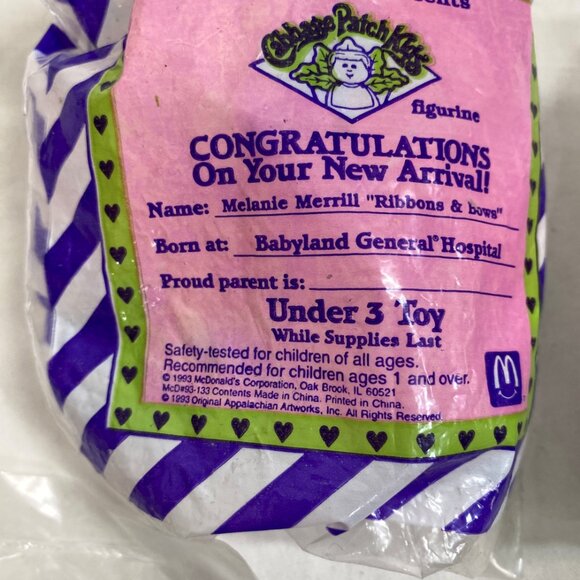 Cabbage Patch Kids
figurine
CONGRATULATIONS
On Your New Arrival!
Name: Melanie Merrill "Ribbons & Bows"
Born at: Babyland General® Hospital
Proud parent is:
Under 3 Toy
While Supplies Last
Safety-tested for children of all ages.
Recommended for children ages 1 and over.
© 1993 McDonald's Corporation, Oak Brook, IL 60521
McD#93-133 Contents Made in China. Printed in China.
© 1993 Original Appalachian Artworks, Inc. All Rights Reserved.